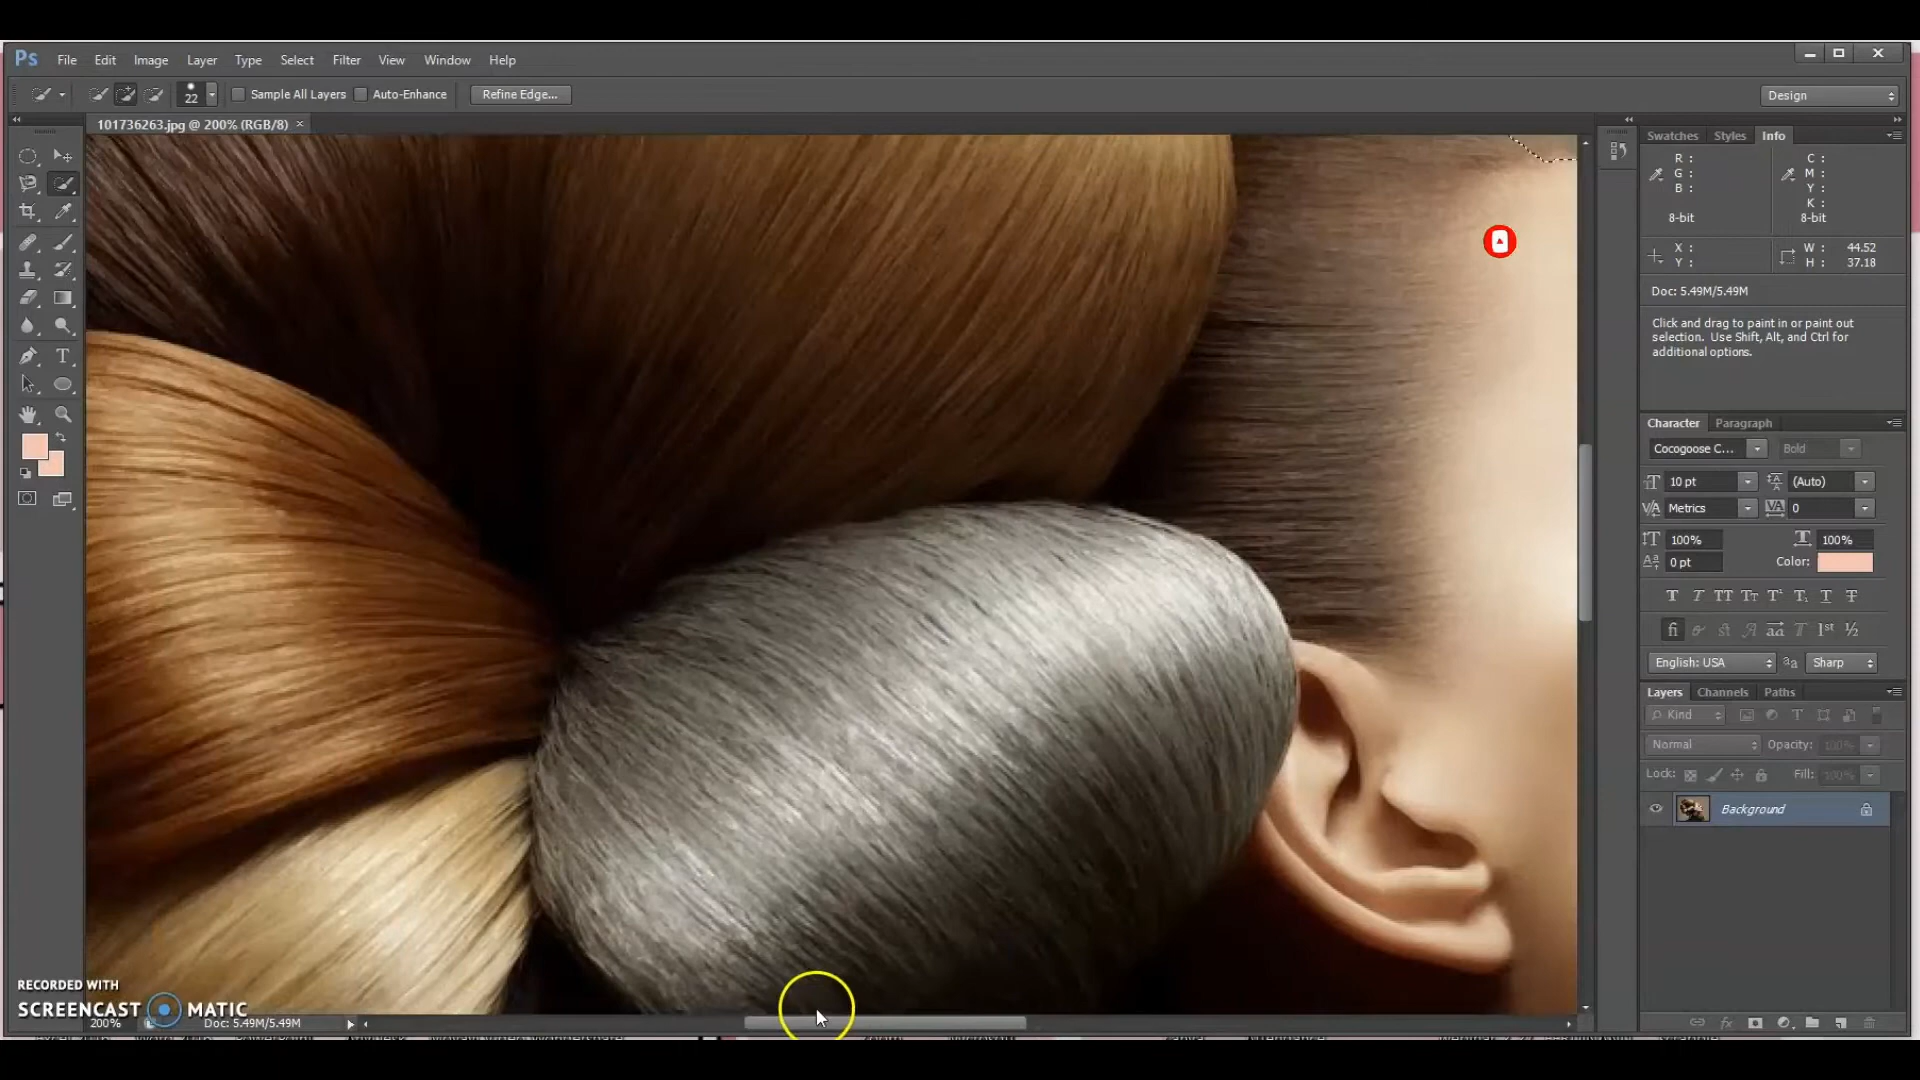 Ps File Edit Image Layer Type Select Filter View Window Help
22 Sample All Layers Auto-Enhance Refine Edge... Design
101736263.jpg @ 200% (RGB/8) ×
Swatches Styles Info
R : C :
G : M :
B : Y :
K :
8-bit 8-bit
X : W : 44.52
Y : H : 37.18
Doc: 5.49M/5.49M
Click and drag to paint in or paint out
selection. Use Shift, Alt, and Ctrl for
additional options.
Character Paragraph
Cocogoose C... Bold
10 pt (Auto)
Metrics 0
100% 100%
0 pt Color:
English: USA Sharp
Layers Channels Paths
Kind
Normal Opacity: 100%
Lock: Fill: 100%
Background
RECORDED WITH
SCREENCAST MATIC
200% Doc: 5.49M/5.49M